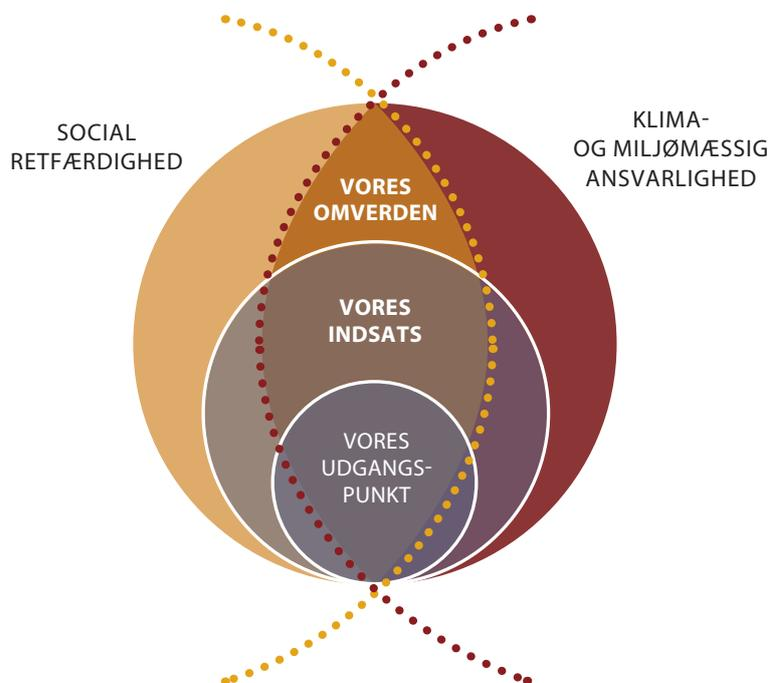 SOCIAL
RETFÆRDIGHED
KLIMA-
OG MILJØMÆSSIG
ANSVARLIGHED
VORES
OMVERDEN
VORES
INDSATS
VORES
UDGANGS-
PUNKT